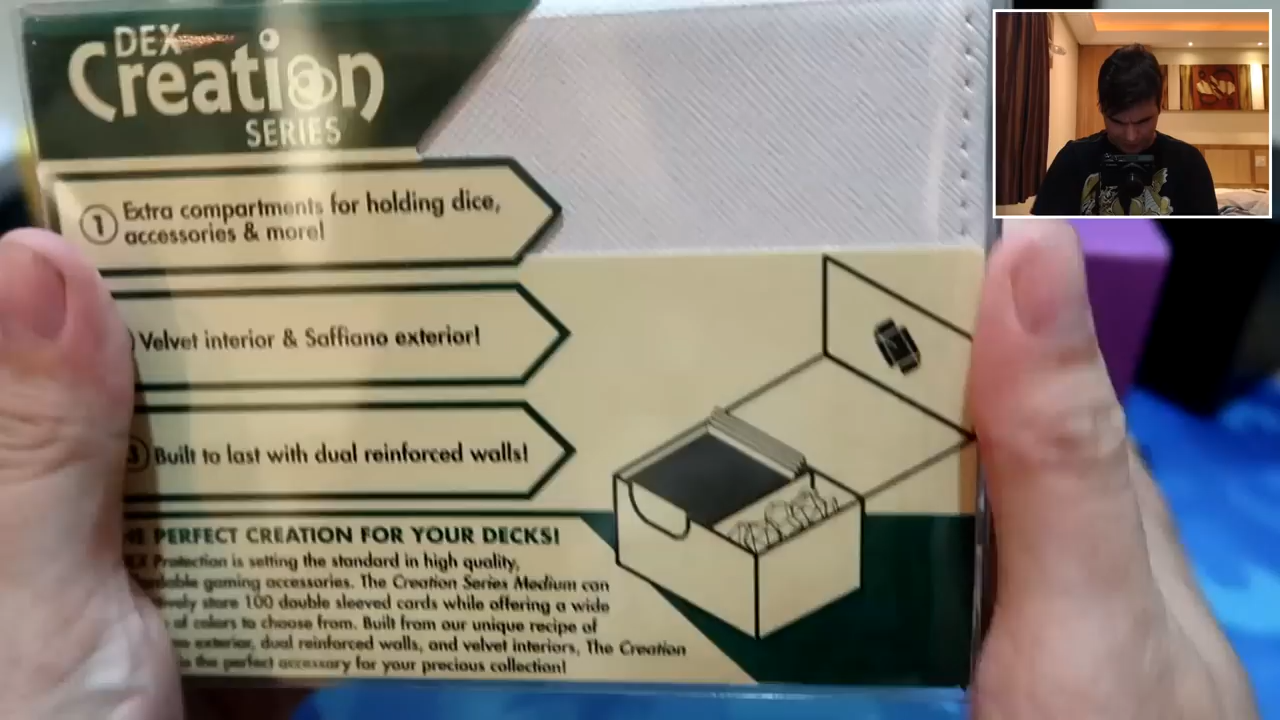 DEX
Creation
SERIES
1 Extra compartments for holding dice,
accessories & more!
Velvet interior & Saffiano exterior!
3 Built to last with dual reinforced walls!
PERFECT CREATION FOR YOUR DECKS!
Protection is setting the standard in high quality,
gaming accessories. The Creation Series Medium can
store 100 double sleeved cards while offering a wide
of colors to choose from. Built from our unique recipe of
exterior, dual reinforced walls, and velvet interiors, The Creation
is the perfect accessory for your precious collection!